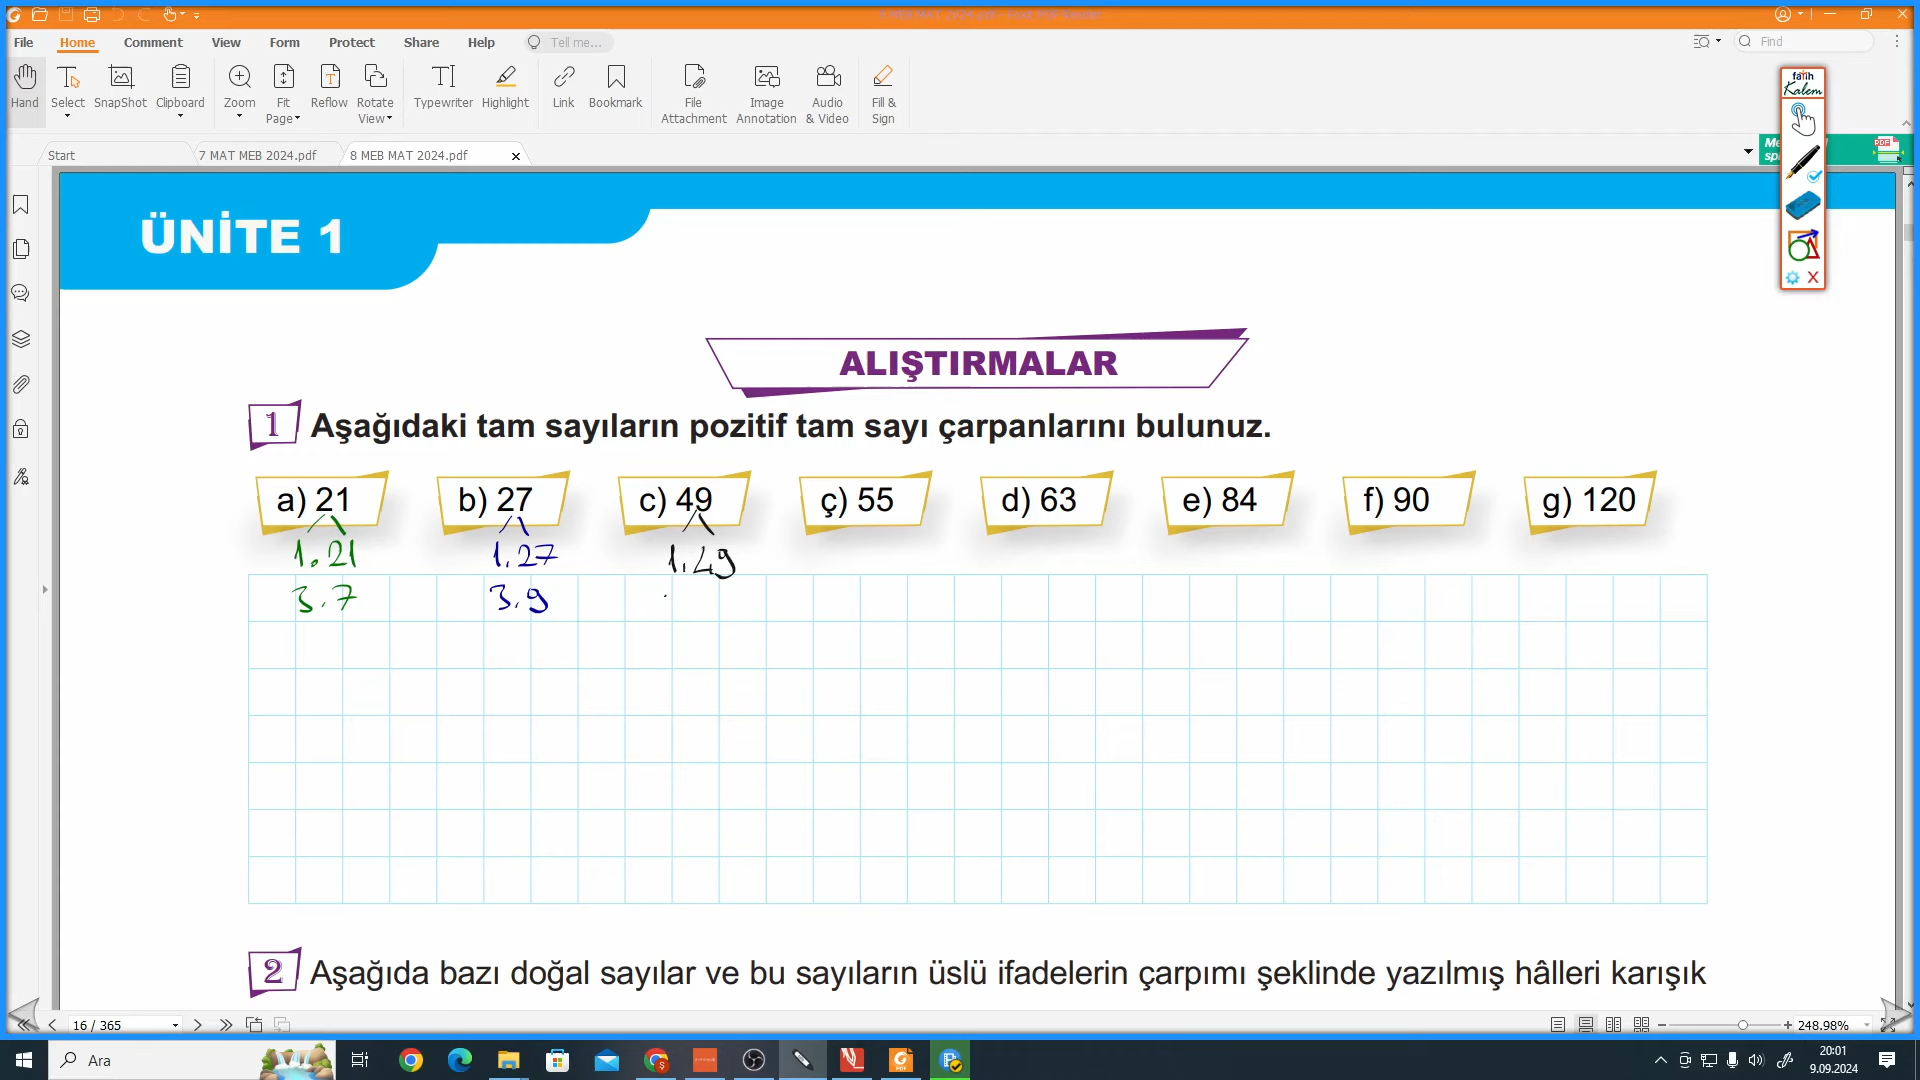 File Home Comment View Form Protect Share Help Tell me... Find
Hand Select SnapShot Clipboard Zoom Fit Page Reflow Rotate View Typewriter Highlight Link Bookmark File Attachment Image Annotation Audio & Video Fill & Sign
fatih
Kalem
Start 7 MAT MEB 2024.pdf 8 MEB MAT 2024.pdf
ÜNİTE 1
ALIŞTIRMALAR
1 Aşağıdaki tam sayıların pozitif tam sayı çarpanlarını bulunuz.
a) 21 b) 27 c) 49 ç) 55 d) 63 e) 84 f) 90 g) 120
1.21 1.27 1.49
3.7 3.9
2 Aşağıda bazı doğal sayılar ve bu sayıların üslü ifadelerin çarpımı şeklinde yazılmış hâlleri karışık
16 / 365 248.98%
Ara 20:01
9.09.2024